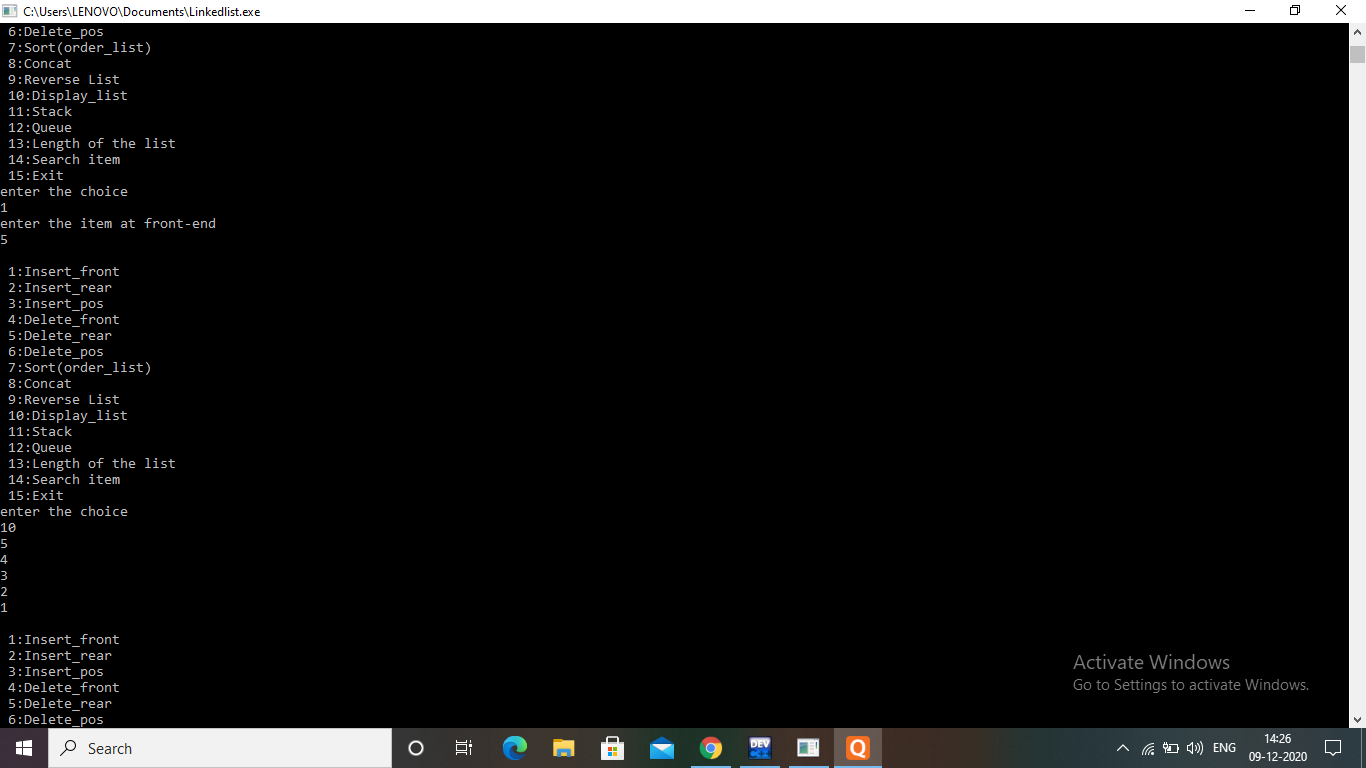 C:\Users\LENOVO\Documents\Linkedlist.exe
6:Delete_pos
7:Sort(order_list)
8:Concat
9:Reverse List
10:Display_list
11:Stack
12:Queue
13:Length of the list
14:Search item
15:Exit
enter the choice
1
enter the item at front-end
5
1:Insert_front
2:Insert_rear
3:Insert_pos
4:Delete_front
5:Delete_rear
6:Delete_pos
7:Sort(order_list)
8:Concat
9:Reverse List
10:Display_list
11:Stack
12:Queue
13:Length of the list
14:Search item
15:Exit
enter the choice
10
5
4
3
2
1
1:Insert_front
2:Insert_rear
3:Insert_pos
4:Delete_front
5:Delete_rear
6:Delete_pos
Activate Windows
Go to Settings to activate Windows.
Search
DEV
Q
ENG
14:26
09-12-2020